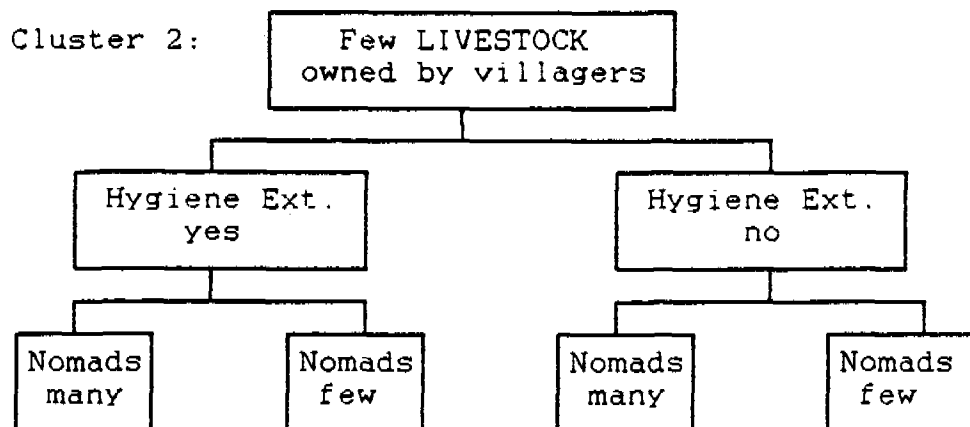 Cluster 2:
Few LIVESTOCK
owned by villagers
Hygiene Ext.
yes
Hygiene Ext.
no
Nomads
many
Nomads
few
Nomads
many
Nomads
few